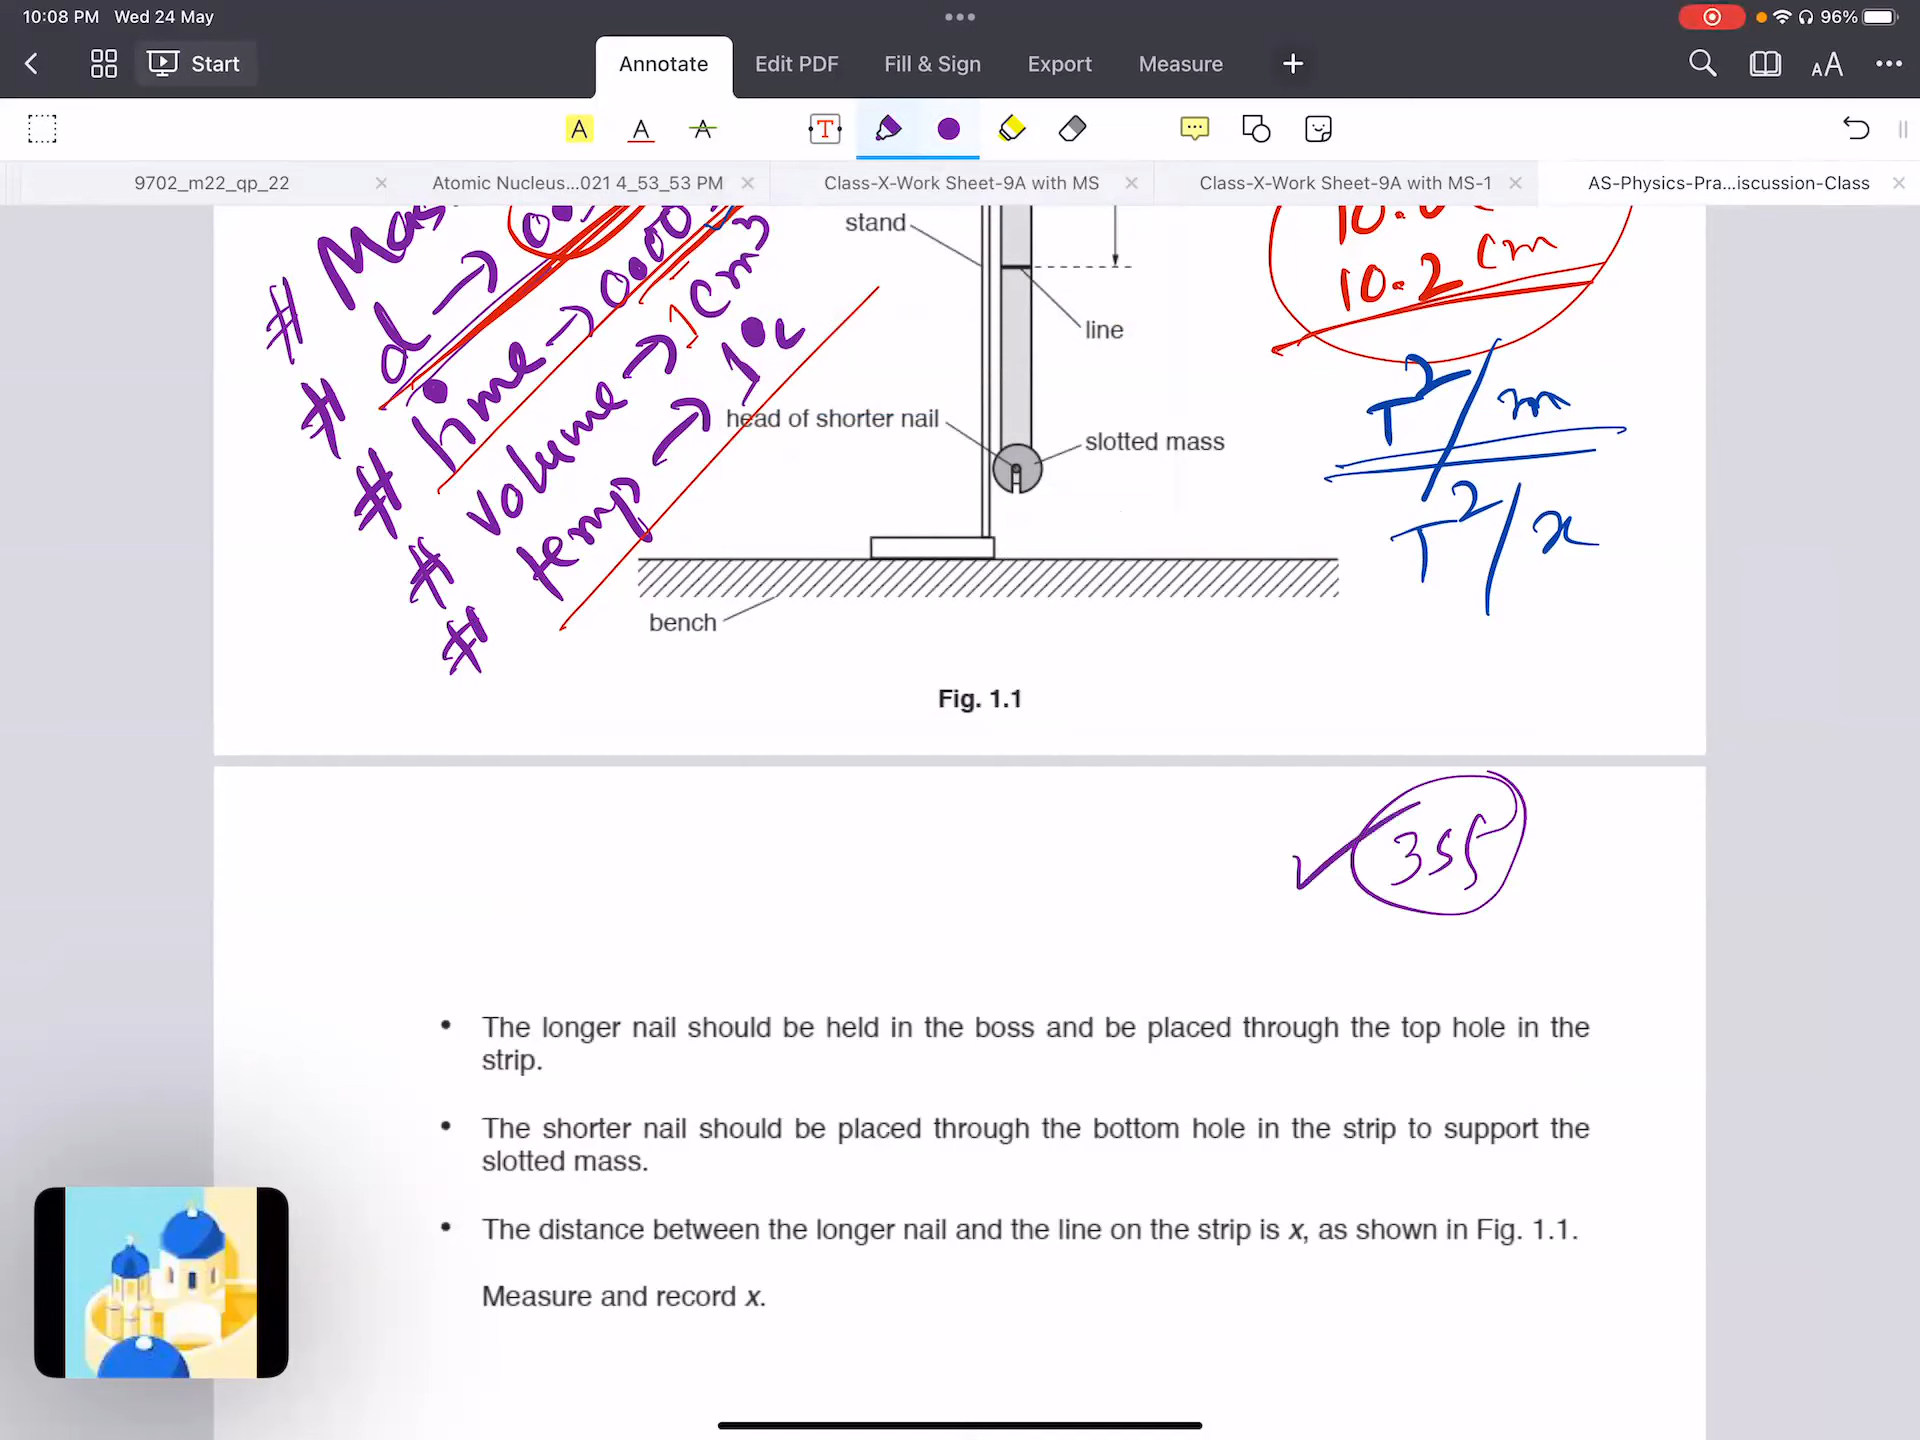 10:08 PM Wed 24 May
96%
Start
Annotate
Edit PDF
Fill & Sign
Export
Measure
9702_m22_qp_22
Atomic Nucleus...021 4_53_53 PM
Class-X-Work Sheet-9A with MS
Class-X-Work Sheet-9A with MS-1
AS-Physics-Pra...iscussion-Class
stand
line
head of shorter nail
slotted mass
bench
# d →
# time → 0.00
# volume → 1 cm3
# temp → 1°c
10.2 cm
T²/m
T²/x
Fig. 1.1
355
• The longer nail should be held in the boss and be placed through the top hole in the
strip.
• The shorter nail should be placed through the bottom hole in the strip to support the
slotted mass.
• The distance between the longer nail and the line on the strip is x, as shown in Fig. 1.1.
Measure and record x.